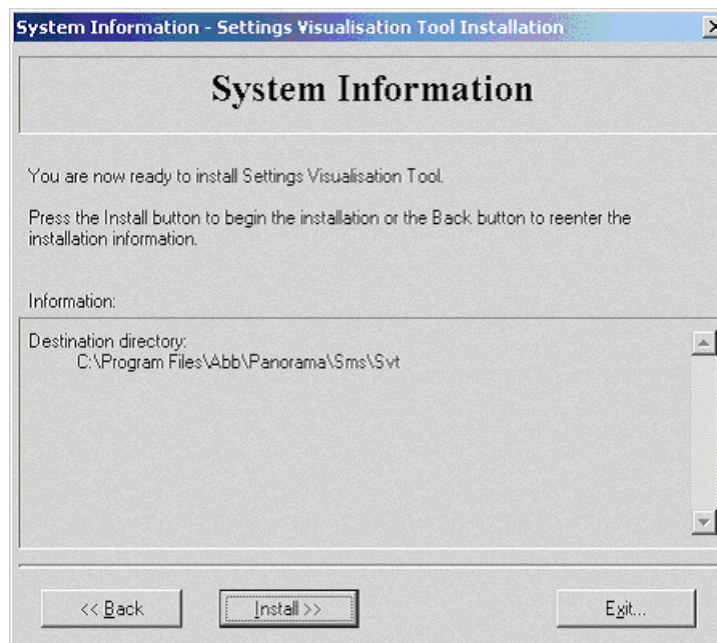 System Information - Settings Visualisation Tool Installation
System Information
You are now ready to install Settings Visualisation Tool.
Press the Install button to begin the installation or the Back button to reenter the
installation information.
Information:
Destination directory:
C:\Program Files\Abb\Panorama\Sms\Svt
<< Back
Install >>
Exit...